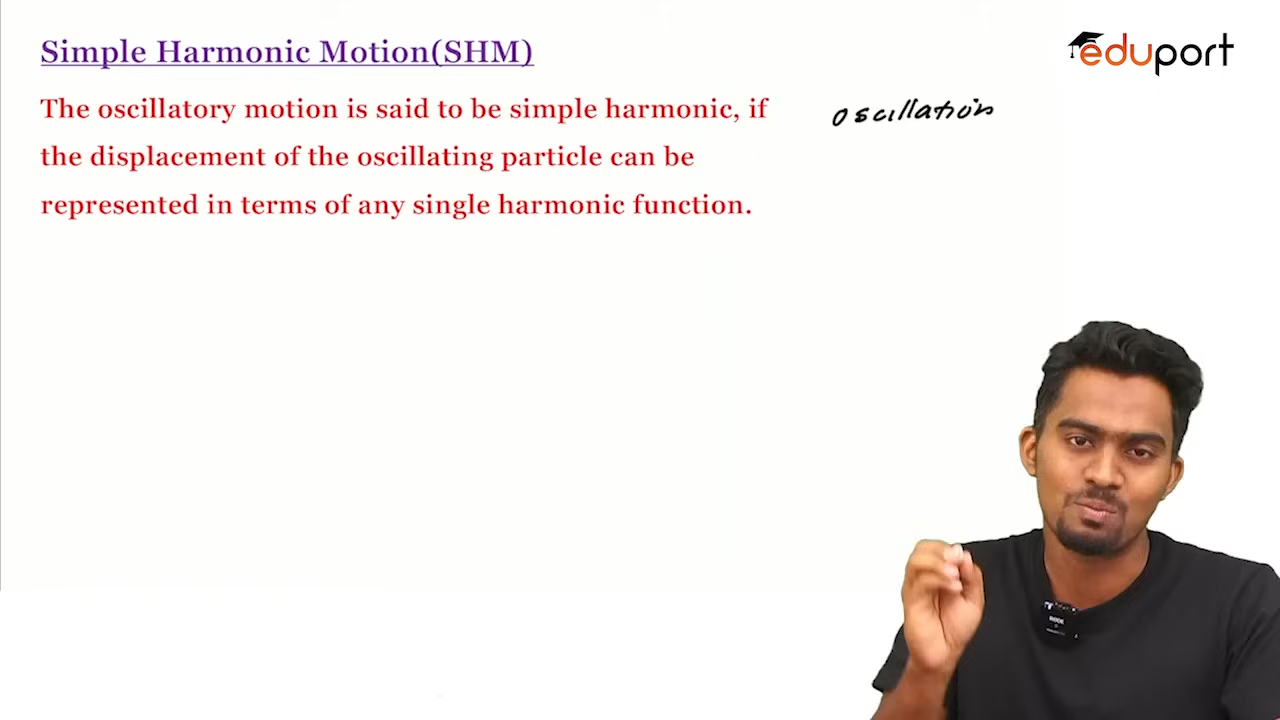 Simple Harmonic Motion(SHM)
eduport
The oscillatory motion is said to be simple harmonic, if
oscillation
the displacement of the oscillating particle can be
represented in terms of any single harmonic function.